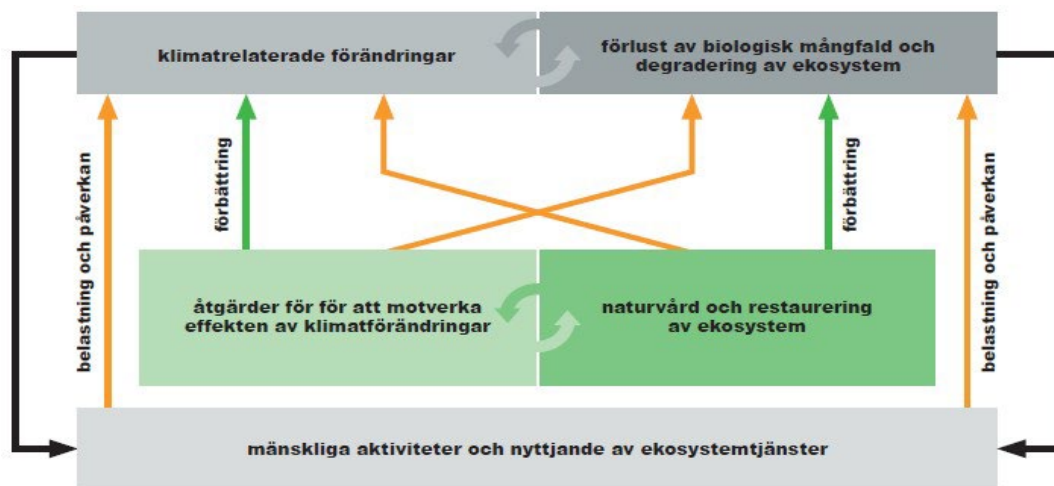 klimatrelaterade förändringar
förlust av biologisk mångfald och
degradering av ekosystem
belastning och påverkan
förbättring
förbättring
belastning och påverkan
åtgärder för för att motverka
effekten av klimatförändringar
naturvård och restaurering
av ekosystem
mänskliga aktiviteter och nyttjande av ekosystemtjänster